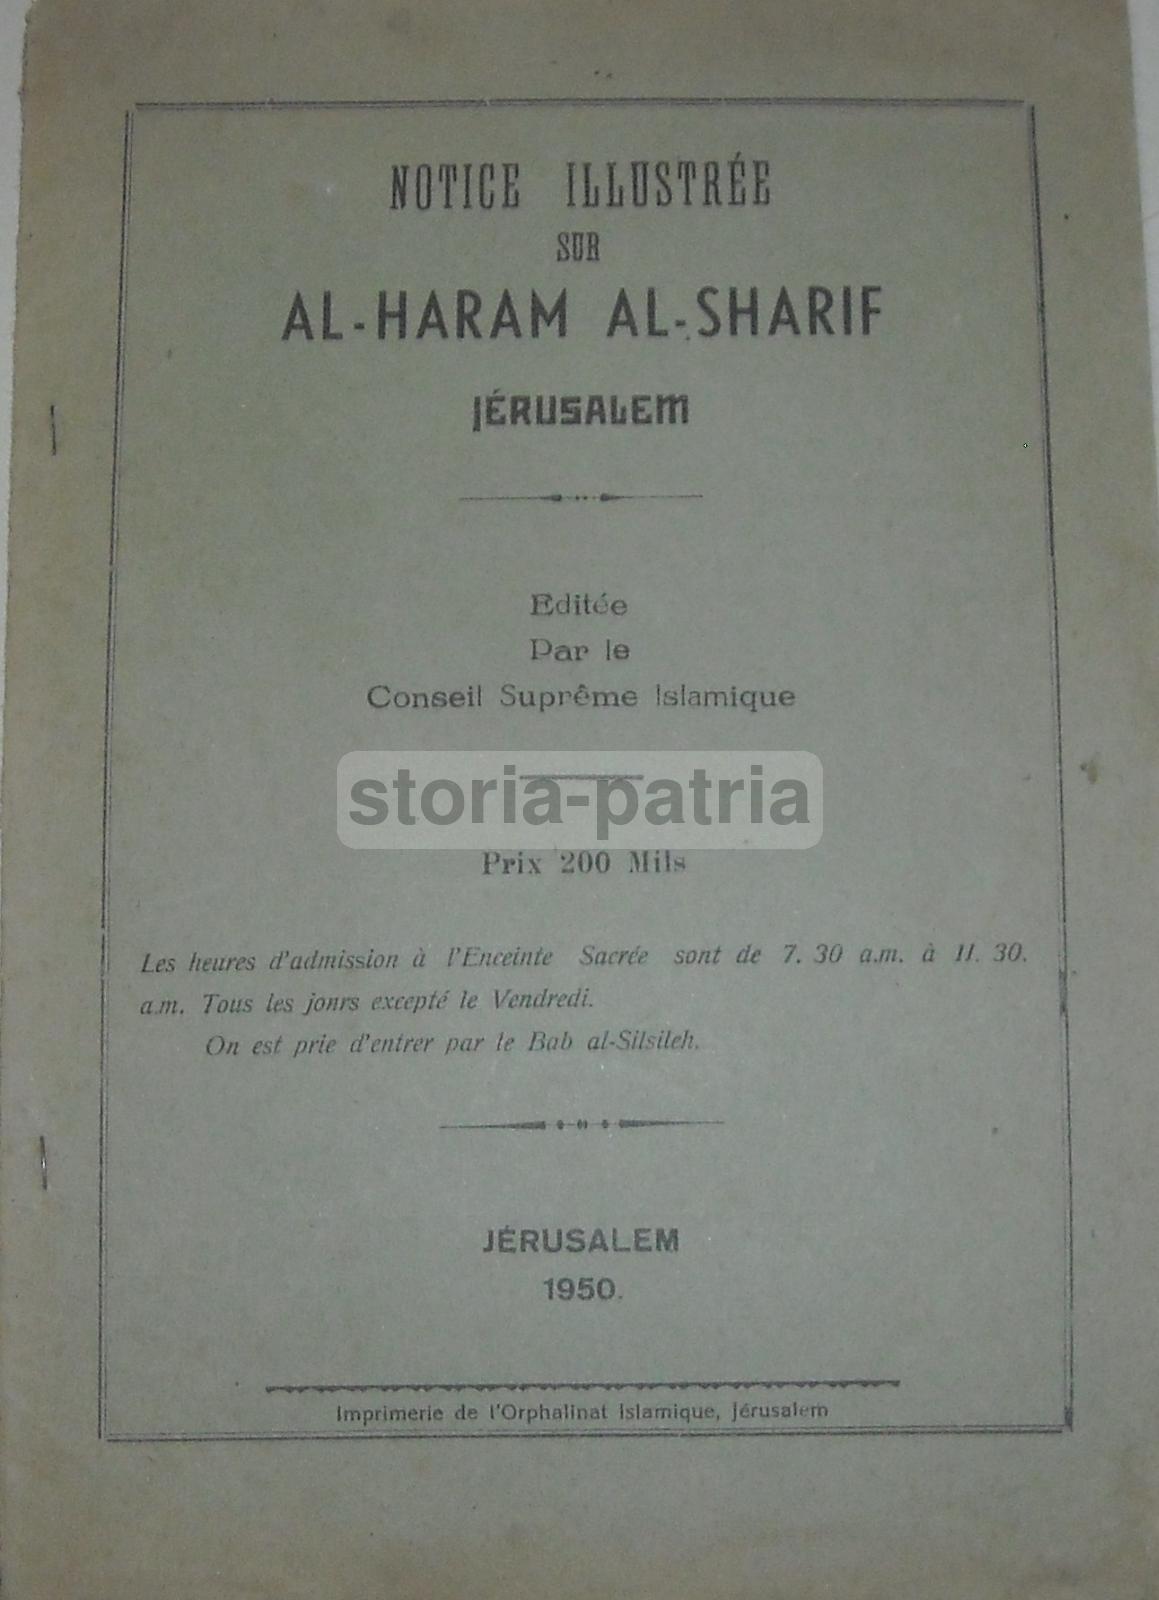 NOTICE ILLUSTRÉE
SUR
AL-HARAM AL-SHARIF
JÉRUSALEM
Editée
Par le
Conseil Suprême Islamique
storia-patria
Prix 200 Mils
Les heures d'admission à l'Enceinte Sacrée sont de 7. 30 a.m. à 11. 30.
a.m. Tous les jonrs excepté le Vendredi.
On est prie d'entrer par le Bab al-Silsileh.
JÉRUSALEM
1950.
Imprimerie de l'Orphalinat Islamique, Jérusalem